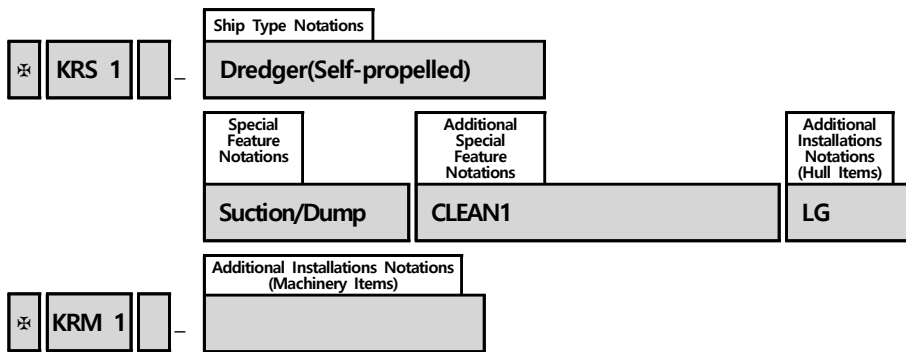 Ship Type Notations
✠ KRS 1 _ Dredger(Self-propelled)
Special
Feature
Notations
Additional
Special
Feature
Notations
Additional
Installations
Notations
(Hull Items)
Suction/Dump CLEAN1 LG
Additional Installations Notations
(Machinery Items)
✠ KRM 1 _